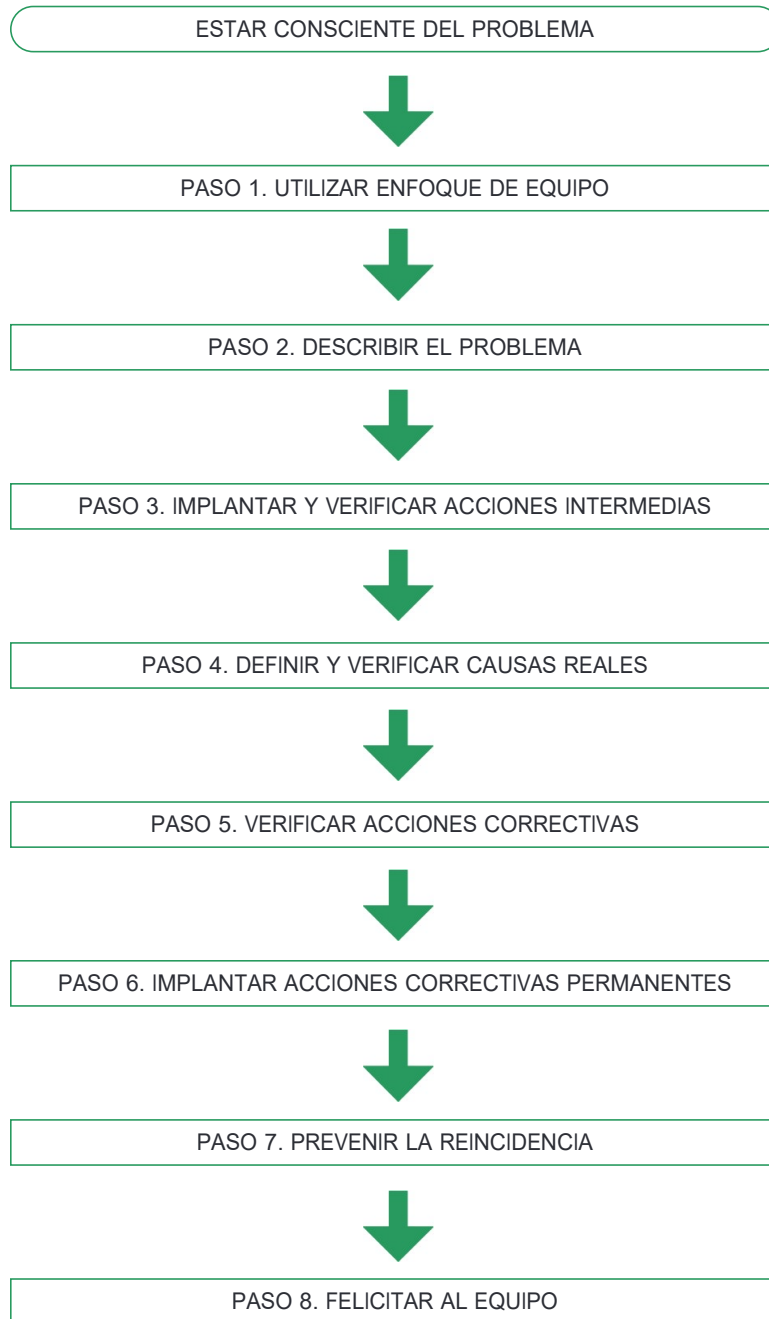 ESTAR CONSCIENTE DEL PROBLEMA
PASO 1. UTILIZAR ENFOQUE DE EQUIPO
PASO 2. DESCRIBIR EL PROBLEMA
PASO 3. IMPLANTAR Y VERIFICAR ACCIONES INTERMEDIAS
PASO 4. DEFINIR Y VERIFICAR CAUSAS REALES
PASO 5. VERIFICAR ACCIONES CORRECTIVAS
PASO 6. IMPLANTAR ACCIONES CORRECTIVAS PERMANENTES
PASO 7. PREVENIR LA REINCIDENCIA
PASO 8. FELICITAR AL EQUIPO